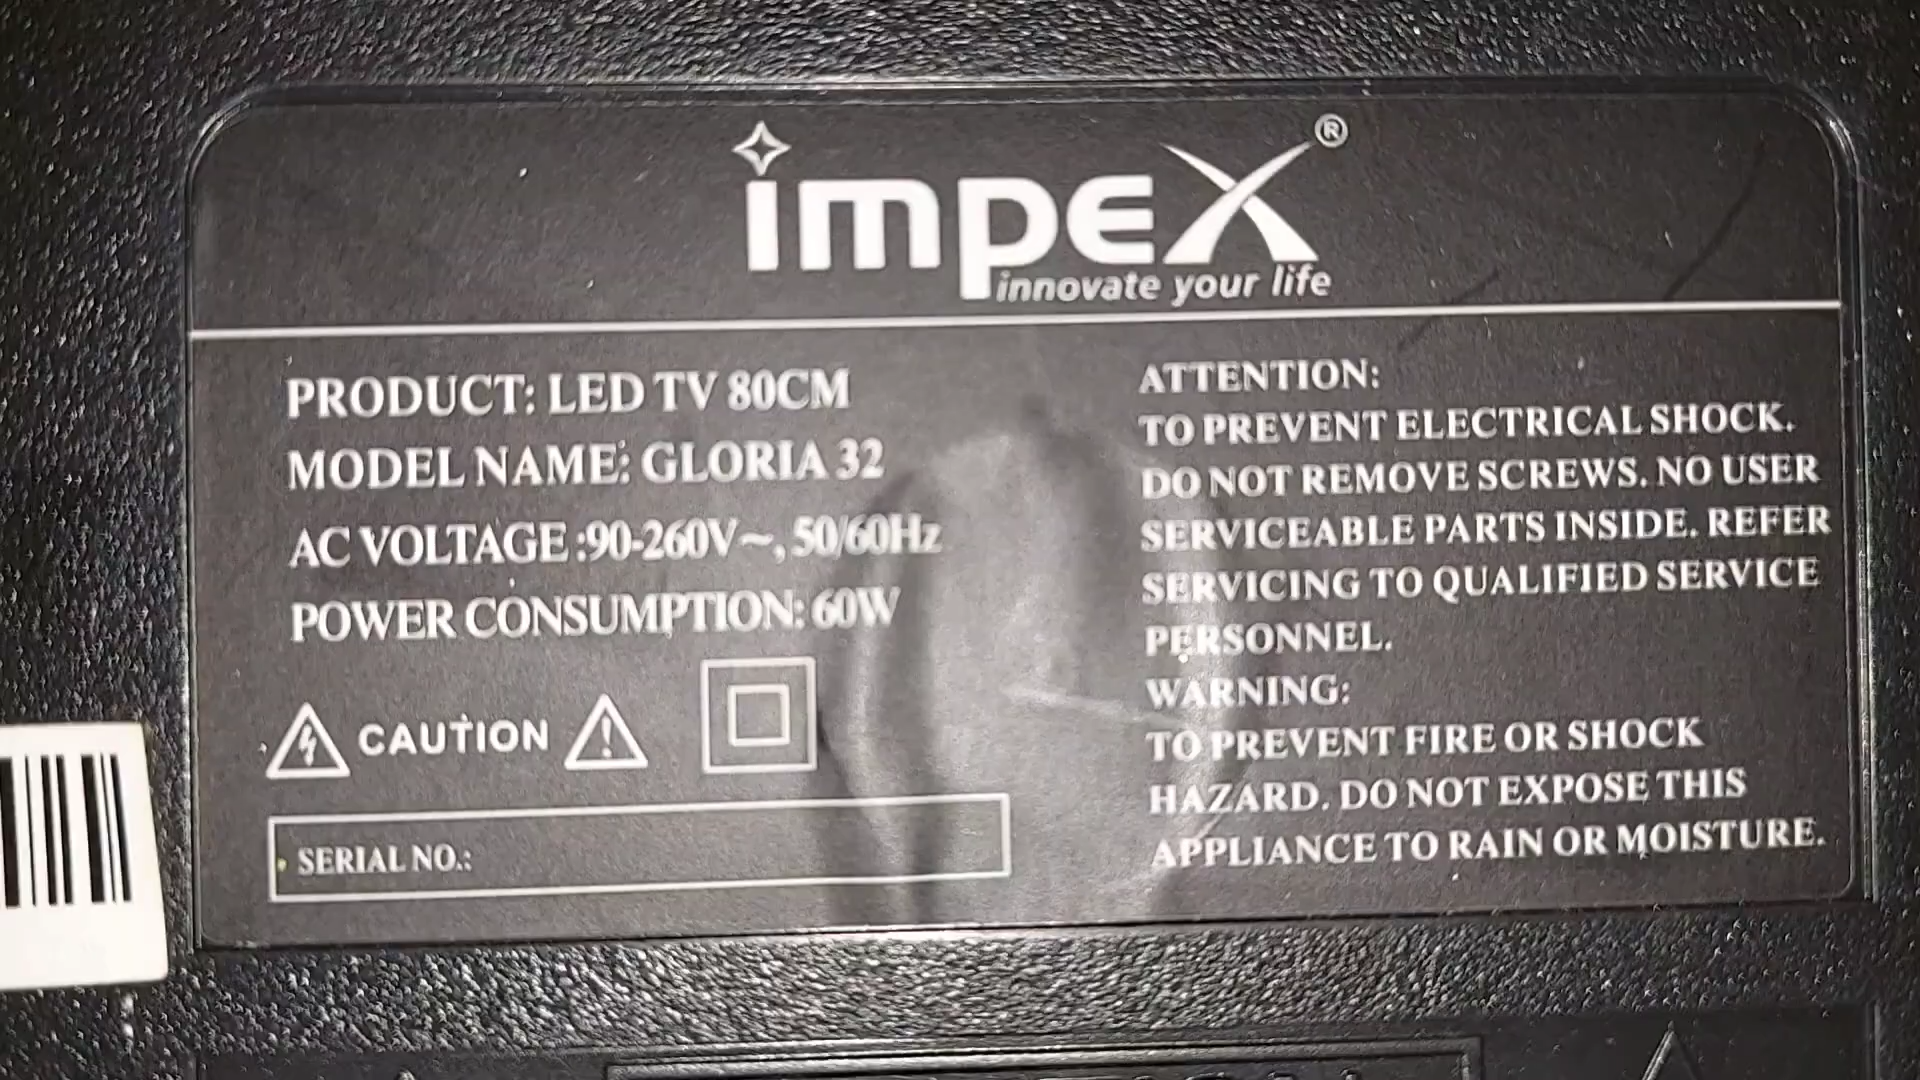 impex®
innovate your life
PRODUCT: LED TV 80CM
MODEL NAME: GLORIA 32
AC VOLTAGE :90-260V~, 50/60Hz
POWER CONSUMPTION: 60W
CAUTION
SERIAL NO.:
ATTENTION:
TO PREVENT ELECTRICAL SHOCK.
DO NOT REMOVE SCREWS. NO USER
SERVICEABLE PARTS INSIDE. REFER
SERVICING TO QUALIFIED SERVICE
PERSONNEL.
WARNING:
TO PREVENT FIRE OR SHOCK
HAZARD. DO NOT EXPOSE THIS
APPLIANCE TO RAIN OR MOISTURE.